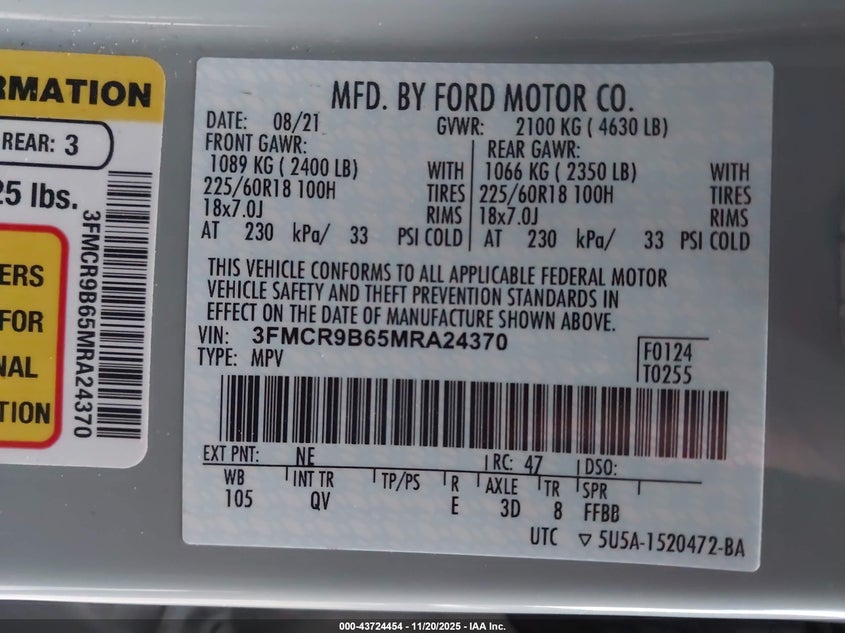 RMATION
REAR: 3
25 lbs.
ERS
FOR
NAL
TION
3FMCR9B65MRA24370
MFD. BY FORD MOTOR CO.
DATE: 08/21 GVWR: 2100 KG ( 4630 LB)
FRONT GAWR: REAR GAWR:
1089 KG ( 2400 LB) WITH 1066 KG ( 2350 LB) WITH
225/60R18 100H TIRES 225/60R18 100H TIRES
18x7.0J RIMS 18x7.0J RIMS
AT 230 kPa/ 33 PSI COLD AT 230 kPa/ 33 PSI COLD
THIS VEHICLE CONFORMS TO ALL APPLICABLE FEDERAL MOTOR
VEHICLE SAFETY AND THEFT PREVENTION STANDARDS IN
EFFECT ON THE DATE OF MANUFACTURE SHOWN ABOVE.
VIN: 3FMCR9B65MRA24370
TYPE: MPV
F0124
T0255
EXT PNT: NE RC: 47 DSO:
WB INT TR TP/PS R AXLE TR SPR
105 QV E 3D 8 FFBB
UTC ▽ 5U5A-1520472-BA
000-43724454 - 11/20/2025 - IAA Inc.